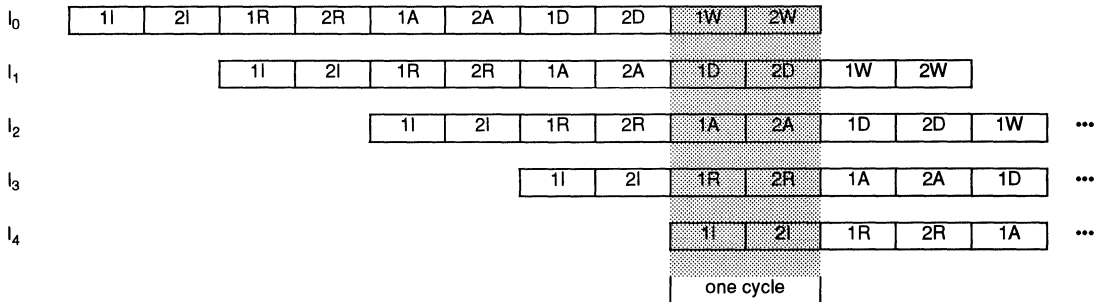 I0 1I 2I 1R 2R 1A 2A 1D 2D 1W 2W
I1 1I 2I 1R 2R 1A 2A 1D 2D 1W 2W
I2 1I 2I 1R 2R 1A 2A 1D 2D 1W •••
I3 1I 2I 1R 2R 1A 2A 1D •••
I4 1I 2I 1R 2R 1A •••
one cycle